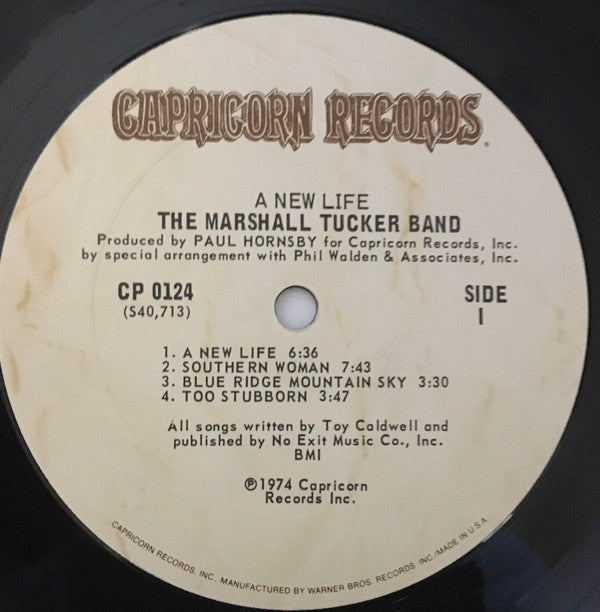 CAPRICORN RECORDS.
A NEW LIFE
THE MARSHALL TUCKER BAND
Produced by PAUL HORNSBY for Capricorn Records, Inc.
by special arrangement with Phil Walden & Associates, Inc.
CP 0124
(S40,713)
SIDE
1
1. A NEW LIFE 6:36
2. SOUTHERN WOMAN 7:43
3. BLUE RIDGE MOUNTAIN SKY 3:30
4. TOO STUBBORN 3:47
All songs written by Toy Caldwell and
published by No Exit Music Co., Inc.
BMI
℗1974 Capricorn
Records Inc.
CAPRICORN RECORDS, INC., MANUFACTURED BY WARNER BROS. RECORDS INC./MADE IN U.S.A.